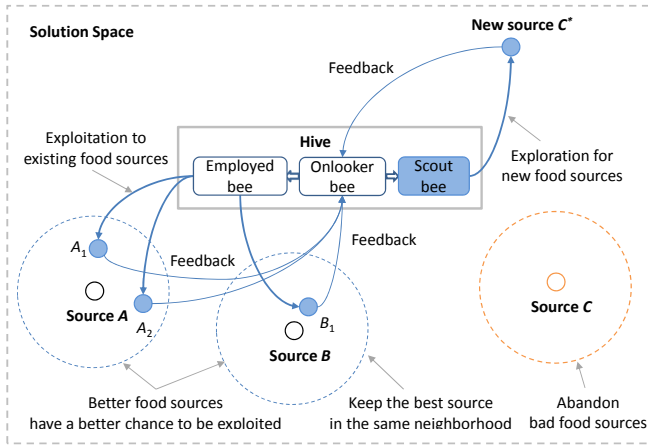 Solution Space
New source C*
Feedback
Exploitation to
existing food sources
Hive
Employed
bee
Onlooker
bee
Scout
bee
Exploration for
new food sources
A1
Feedback
Feedback
Source A
A2
B1
Source B
Source C
Better food sources
have a better chance to be exploited
Keep the best source
in the same neighborhood
Abandon
bad food sources